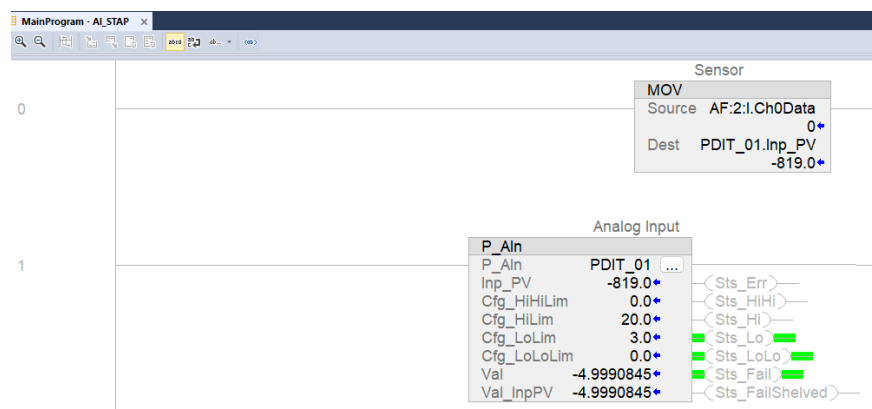 MainProgram - AI_STAP ×
Sensor
MOV
0
Source AF:2:I.Ch0Data
0
Dest PDIT_01.Inp_PV
-819.0
Analog Input
P_AIn
1
P_AIn PDIT_01 ...
Inp_PV -819.0 Sts_Err
Cfg_HiHiLim 0.0 Sts_HiHi
Cfg_HiLim 20.0 Sts_Hi
Cfg_LoLim 3.0 Sts_Lo
Cfg_LoLoLim 0.0 Sts_LoLo
Val -4.9990845 Sts_Fail
Val_InpPV -4.9990845 Sts_FailShelved